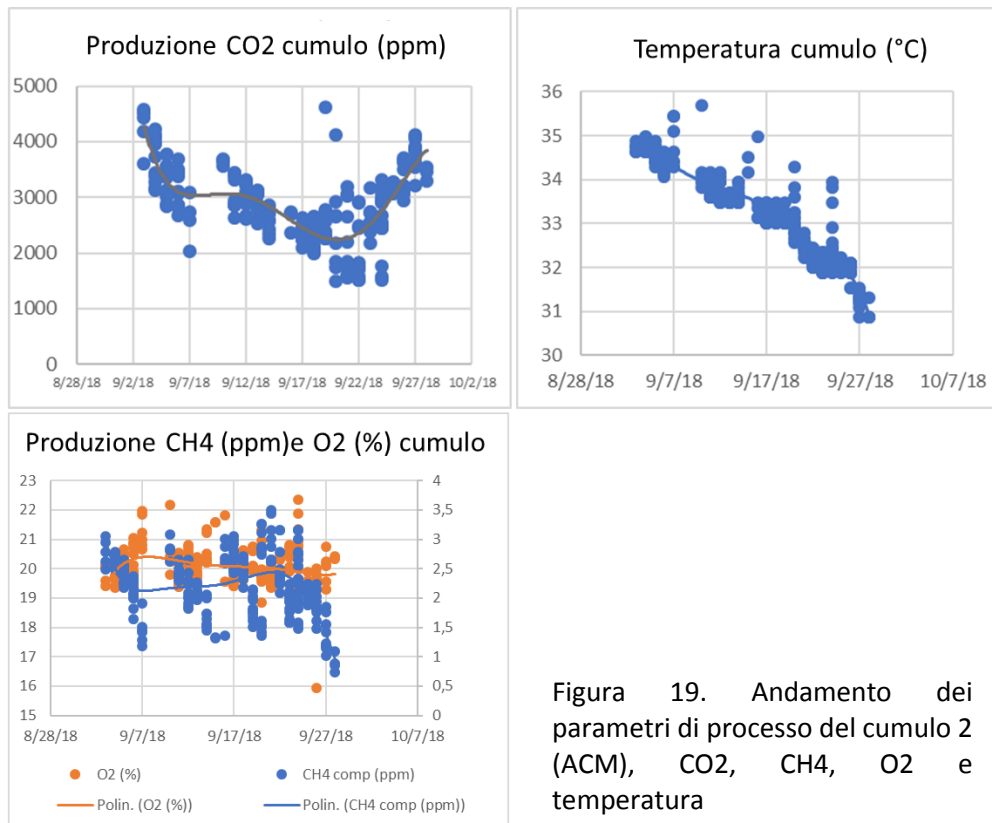 Produzione CO2 cumulo (ppm)
5000
4000
3000
2000
1000
0
8/28/18 9/2/18 9/7/18 9/12/18 9/17/18 9/22/18 9/27/18 10/2/18
Temperatura cumulo (°C)
36
35
34
33
32
31
30
8/28/18 9/7/18 9/17/18 9/27/18 10/7/18
Produzione CH4 (ppm)e O2 (%) cumulo
23 4
22 3,5
21 3
20 2,5
19 2
18 1,5
17 1
16 0,5
15 0
8/28/18 9/7/18 9/17/18 9/27/18 10/7/18
O2 (%) CH4 comp (ppm)
Polin. (O2 (%)) Polin. (CH4 comp (ppm))
Figura 19. Andamento dei
parametri di processo del cumulo 2
(ACM), CO2, CH4, O2 e
temperatura